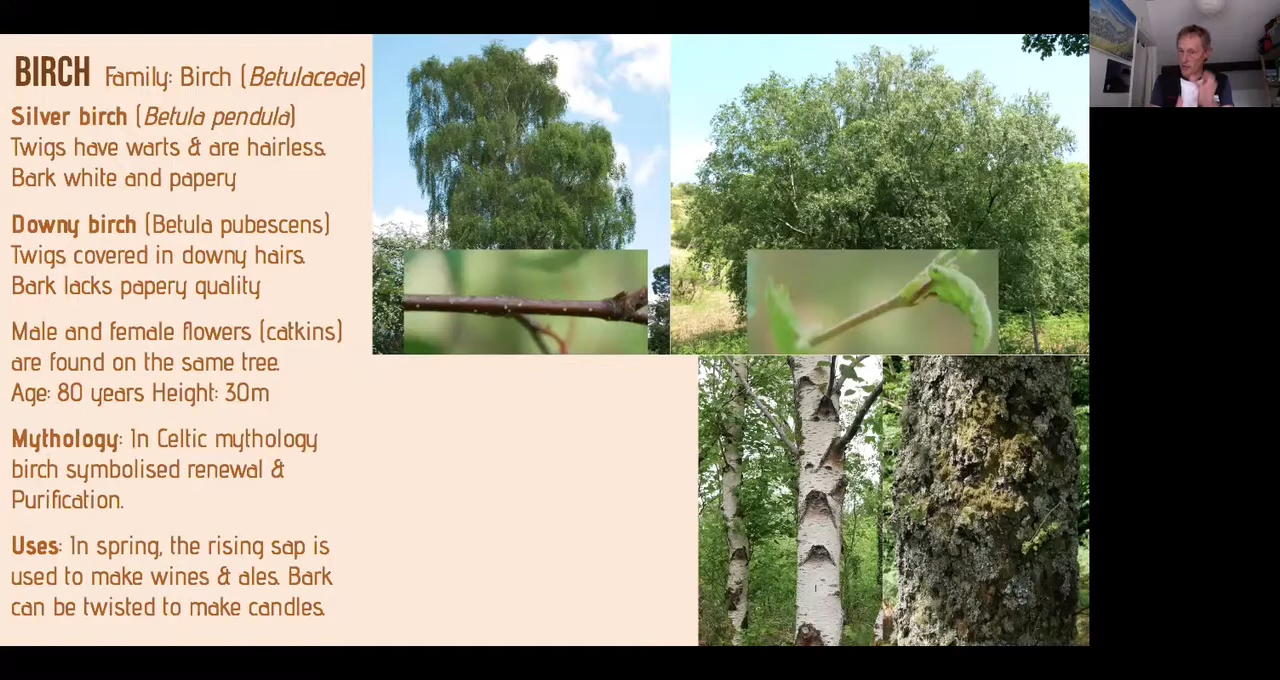 BIRCH Family: Birch (Betulaceae)
Silver birch (Betula pendula)
Twigs have warts & are hairless.
Bark white and papery
Downy birch (Betula pubescens)
Twigs covered in downy hairs.
Bark lacks papery quality
Male and female flowers (catkins)
are found on the same tree.
Age: 80 years Height: 30m
Mythology: In Celtic mythology
birch symbolised renewal &
Purification.
Uses: In spring, the rising sap is
used to make wines & ales. Bark
can be twisted to make candles.